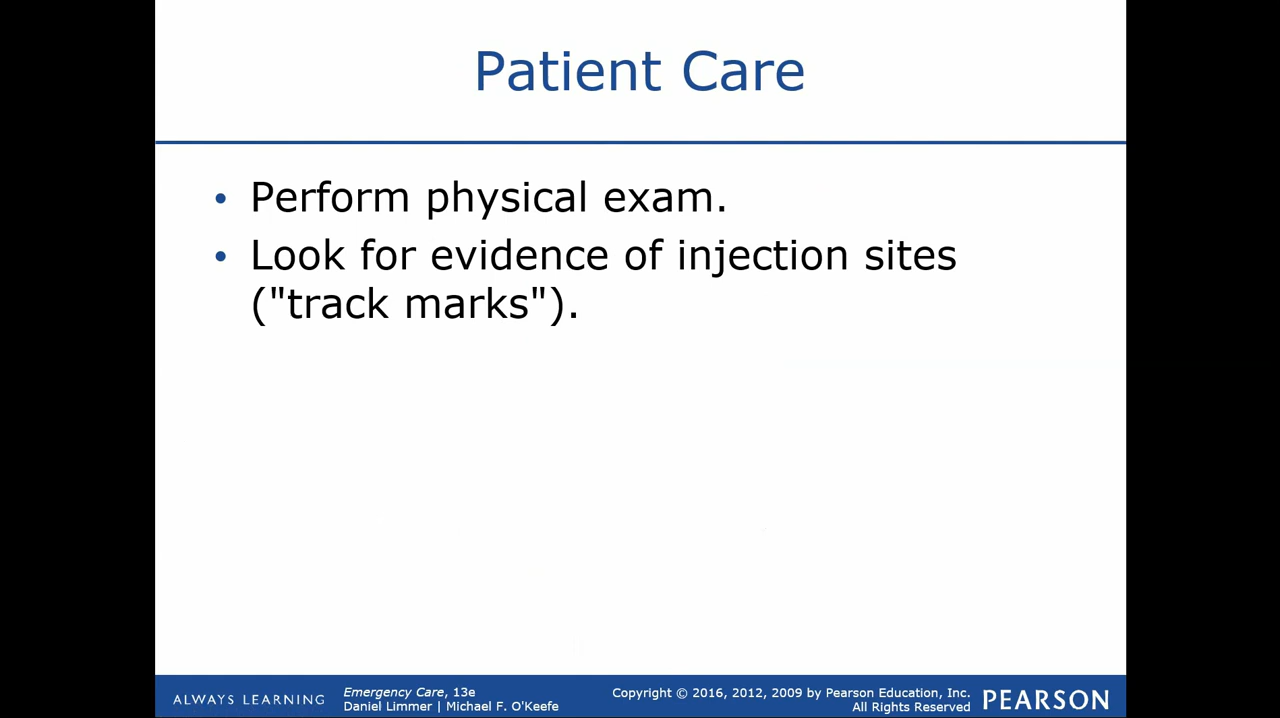 Patient Care
• Perform physical exam.
• Look for evidence of injection sites
("track marks").
ALWAYS LEARNING
Emergency Care, 13e
Daniel Limmer | Michael F. O'Keefe
Copyright © 2016, 2012, 2009 by Pearson Education, Inc.
All Rights Reserved
PEARSON